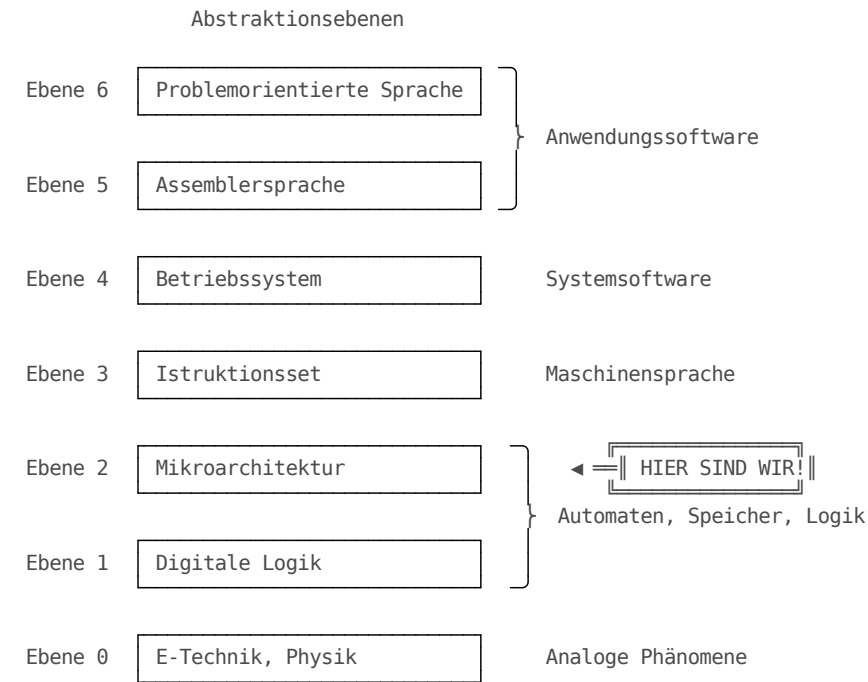 Abstraktionsebenen
Ebene 6 Problemorientierte Sprache
Anwendungssoftware
Ebene 5 Assemblersprache
Ebene 4 Betriebssystem Systemsoftware
Ebene 3 Istruktionsset Maschinensprache
Ebene 2 Mikroarchitektur HIER SIND WIR!
Automaten, Speicher, Logik
Ebene 1 Digitale Logik
Ebene 0 E-Technik, Physik Analoge Phänomene